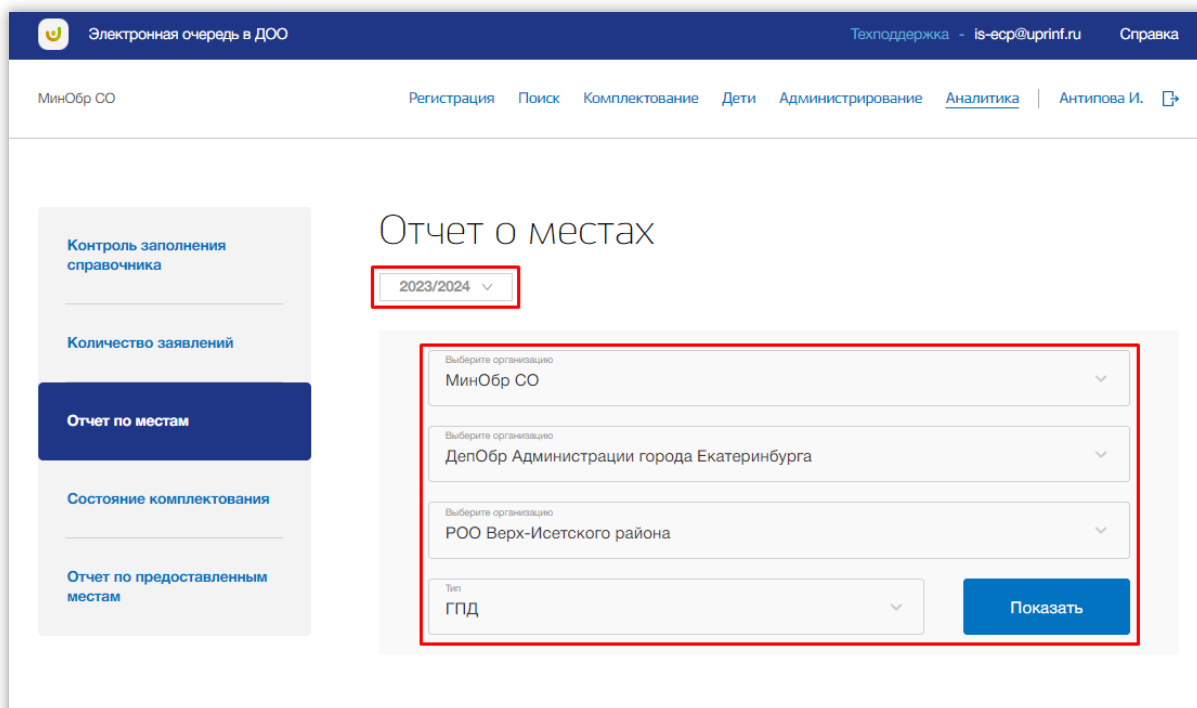 Электронная очередь в ДОО
Техподдержка - is-ecp@uprinf.ru Справка
МинОбр СО
Регистрация Поиск Комплектование Дети Администрирование Аналитика Антипова И.
Контроль заполнения
справочника
Количество заявлений
Отчет по местам
Состояние комплектования
Отчет по предоставленным
местам
Отчет о местах
2023/2024
Выберите организацию
МинОбр СО
Выберите организацию
ДепОбр Администрации города Екатеринбурга
Выберите организацию
РОО Верх-Исетского района
Тип
ГПД
Показать